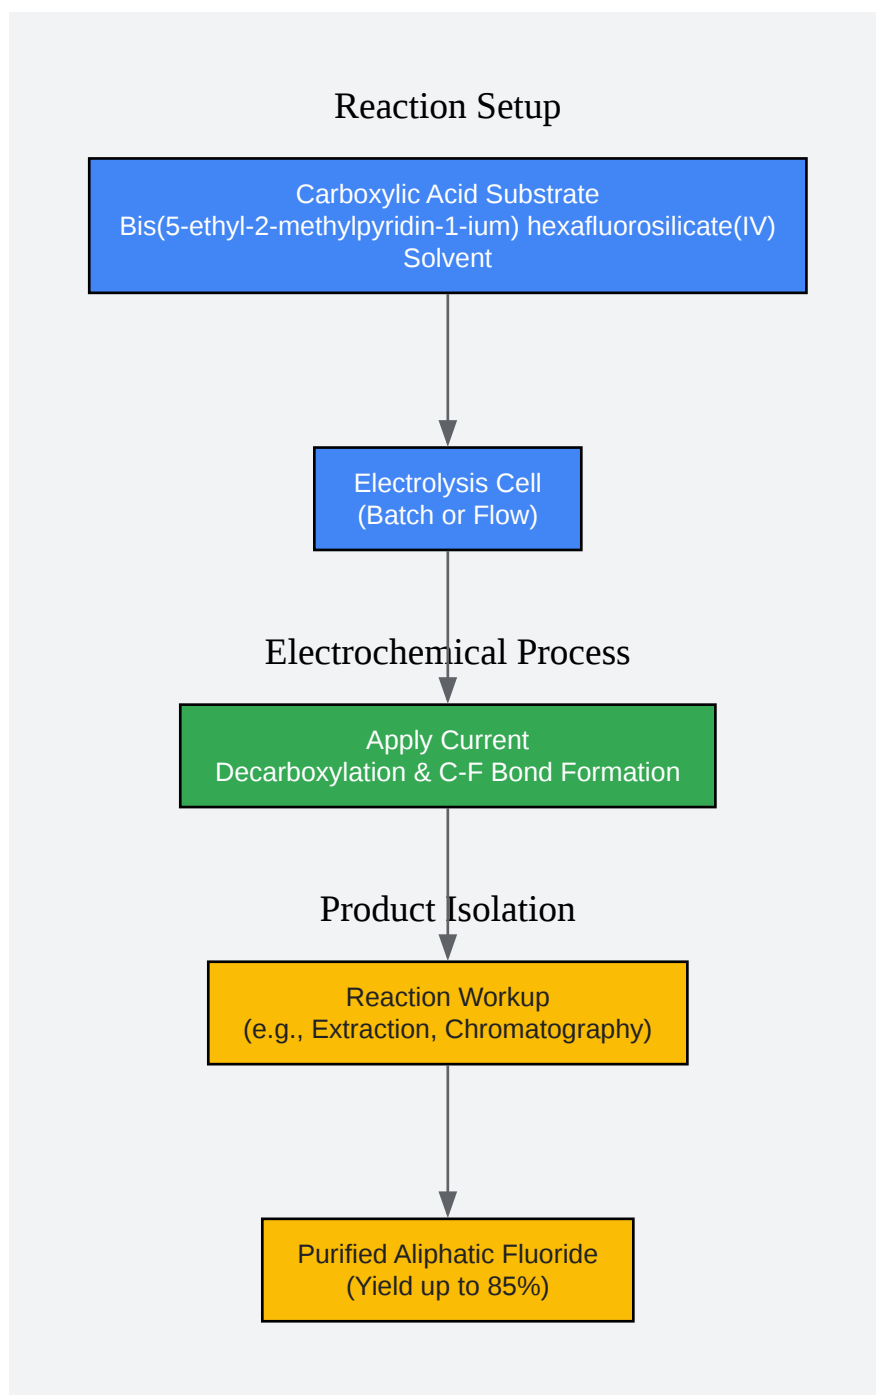 Reaction Setup
Carboxylic Acid Substrate
Bis(5-ethyl-2-methylpyridin-1-ium) hexafluorosilicate(IV)
Solvent
Electrolysis Cell
(Batch or Flow)
Electrochemical Process
Apply Current
Decarboxylation & C-F Bond Formation
Product Isolation
Reaction Workup
(e.g., Extraction, Chromatography)
Purified Aliphatic Fluoride
(Yield up to 85%)